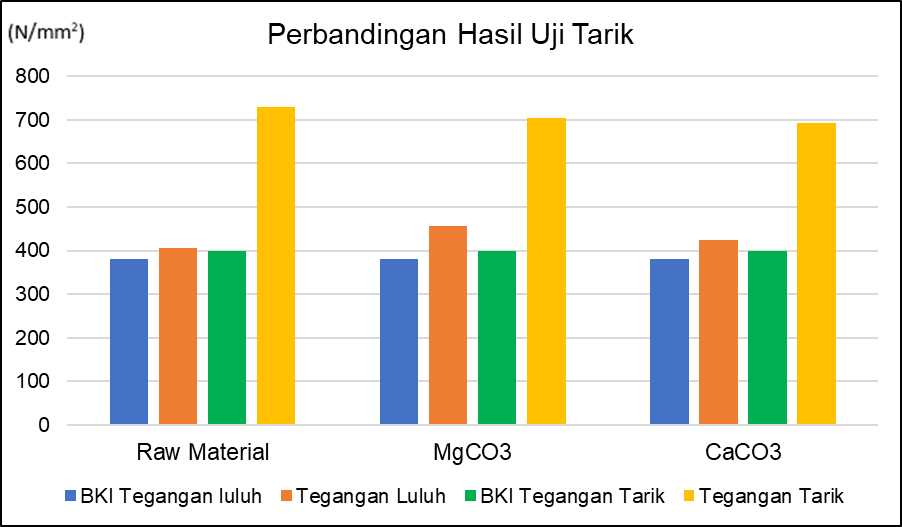 (N/mm²)
Perbandingan Hasil Uji Tarik
800
700
600
500
400
300
200
100
0
Raw Material MgCO3 CaCO3
BKI Tegangan luluh Tegangan Luluh BKI Tegangan Tarik Tegangan Tarik